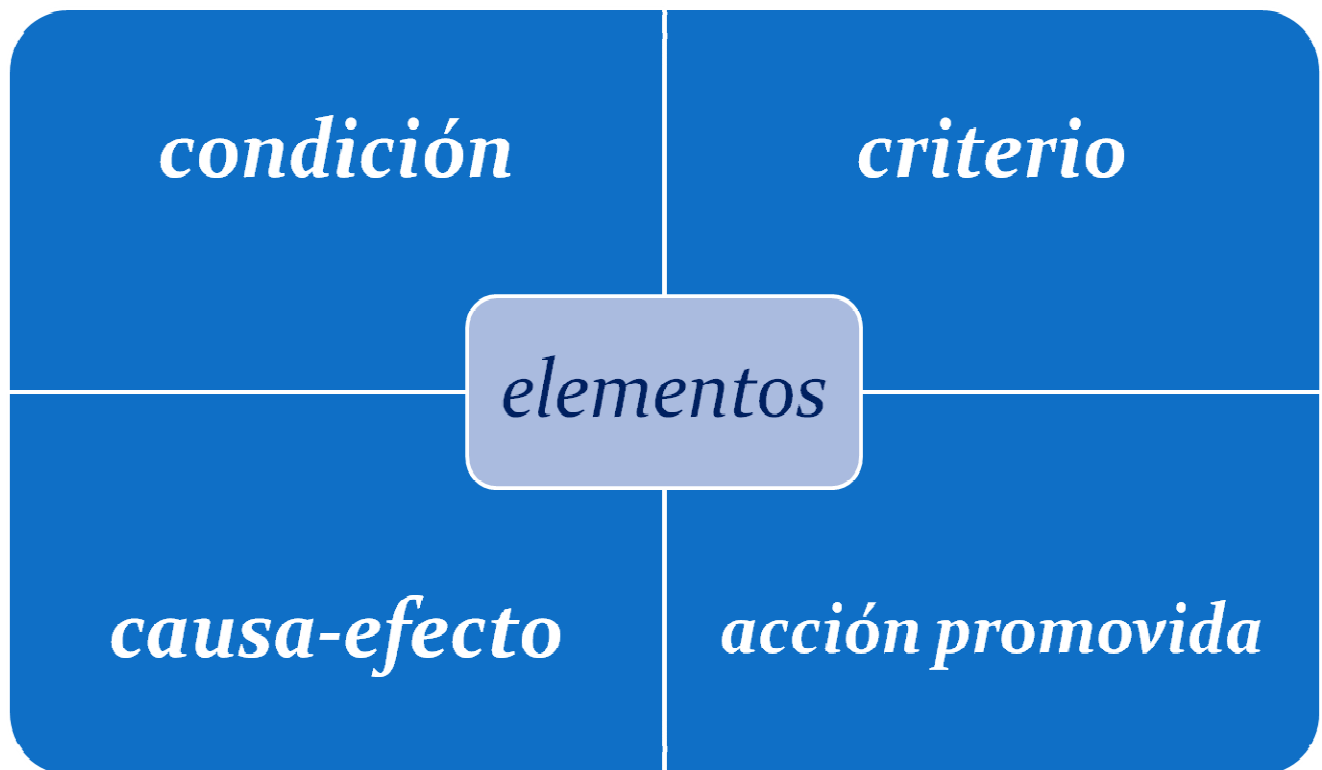 condición
criterio
elementos
causa-efecto
acción promovida